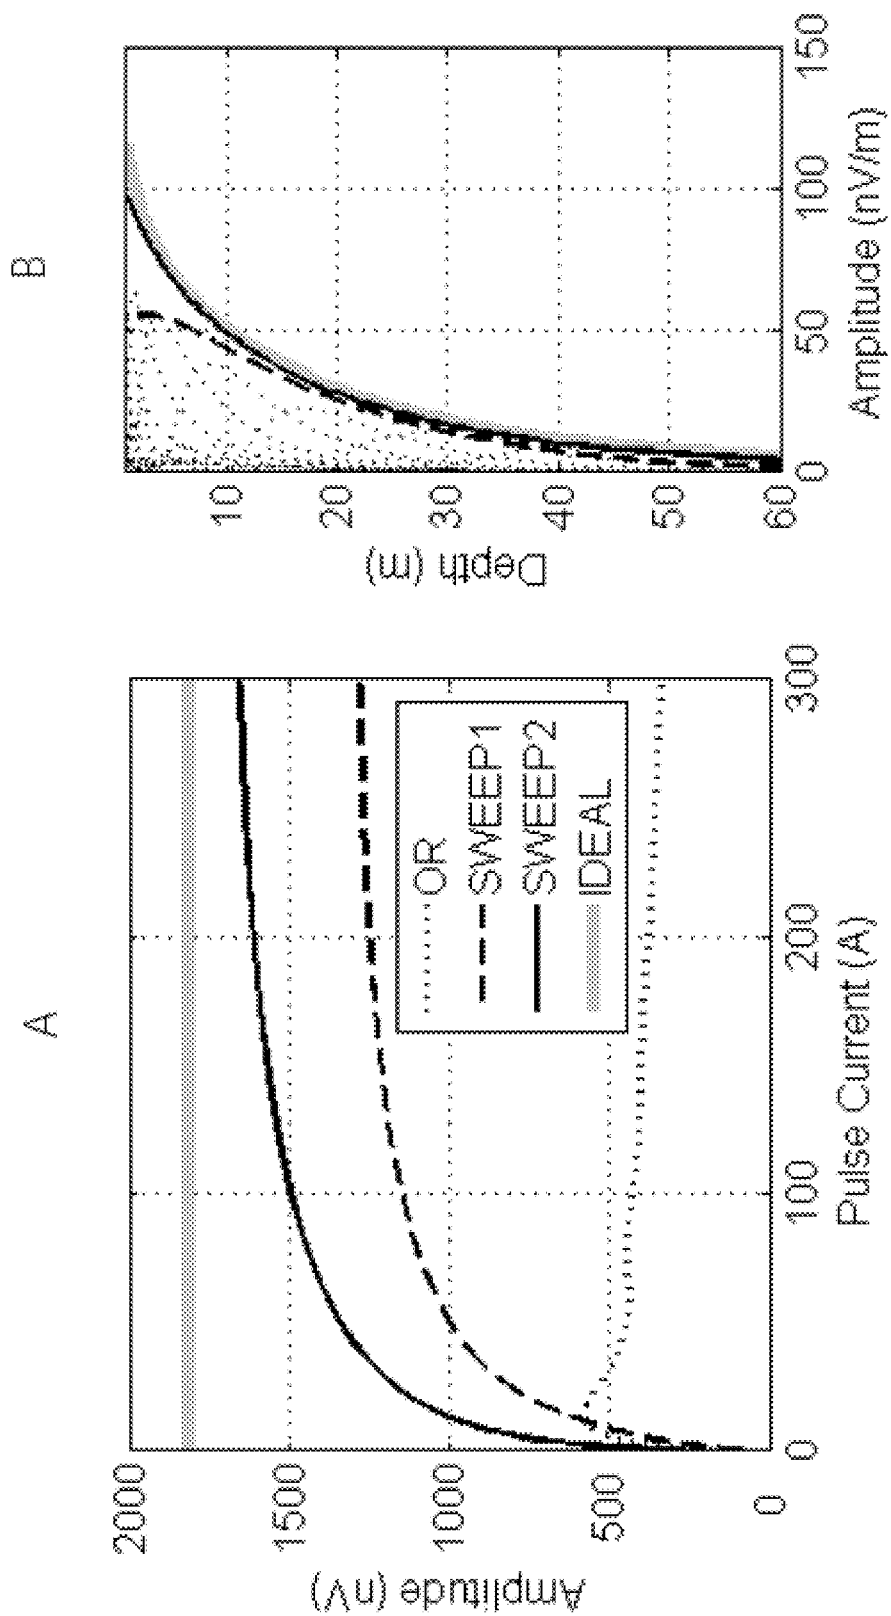 A
2000
1500
1000
500
0
Amplitude (nV)
0
100
200
300
Pulse Current (A)
OR
SWEEP1
SWEEP2
IDEAL
B
10
20
30
40
50
60
Depth (m)
0
50
100
150
Amplitude (nV/m)